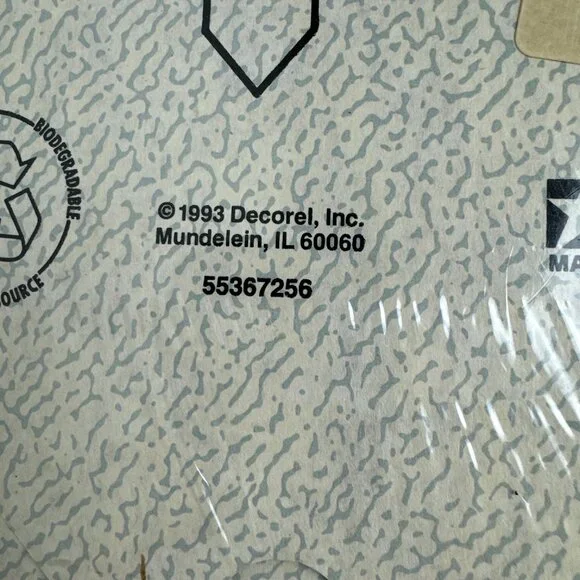 BIODEGRADABLE
©1993 Decorel, Inc.
Mundelein, IL 60060
55367256